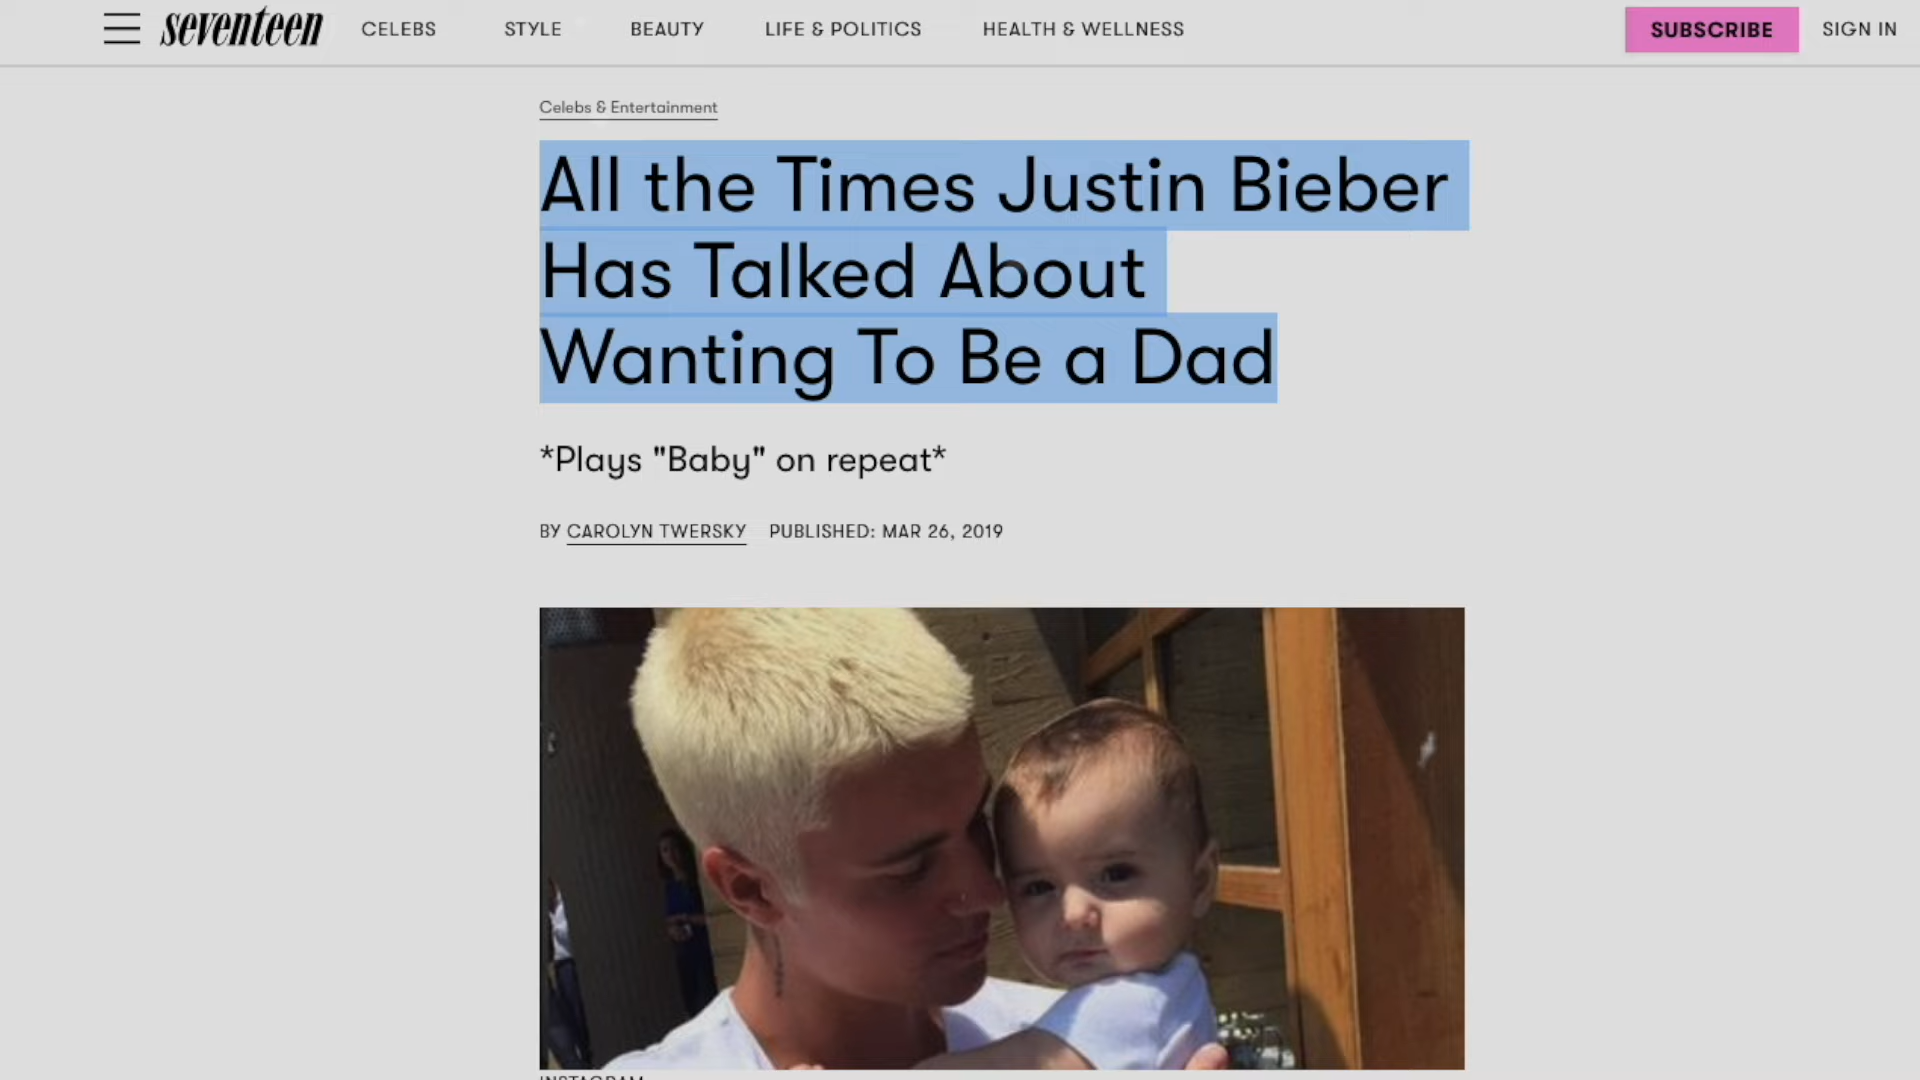 seventeen
CELEBS
STYLE
BEAUTY
LIFE & POLITICS
HEALTH & WELLNESS
SUBSCRIBE
SIGN IN
Celebs & Entertainment
All the Times Justin Bieber
Has Talked About
Wanting To Be a Dad
*Plays "Baby" on repeat*
BY CAROLYN TWERSKY PUBLISHED: MAR 26, 2019
INSTAGRAM